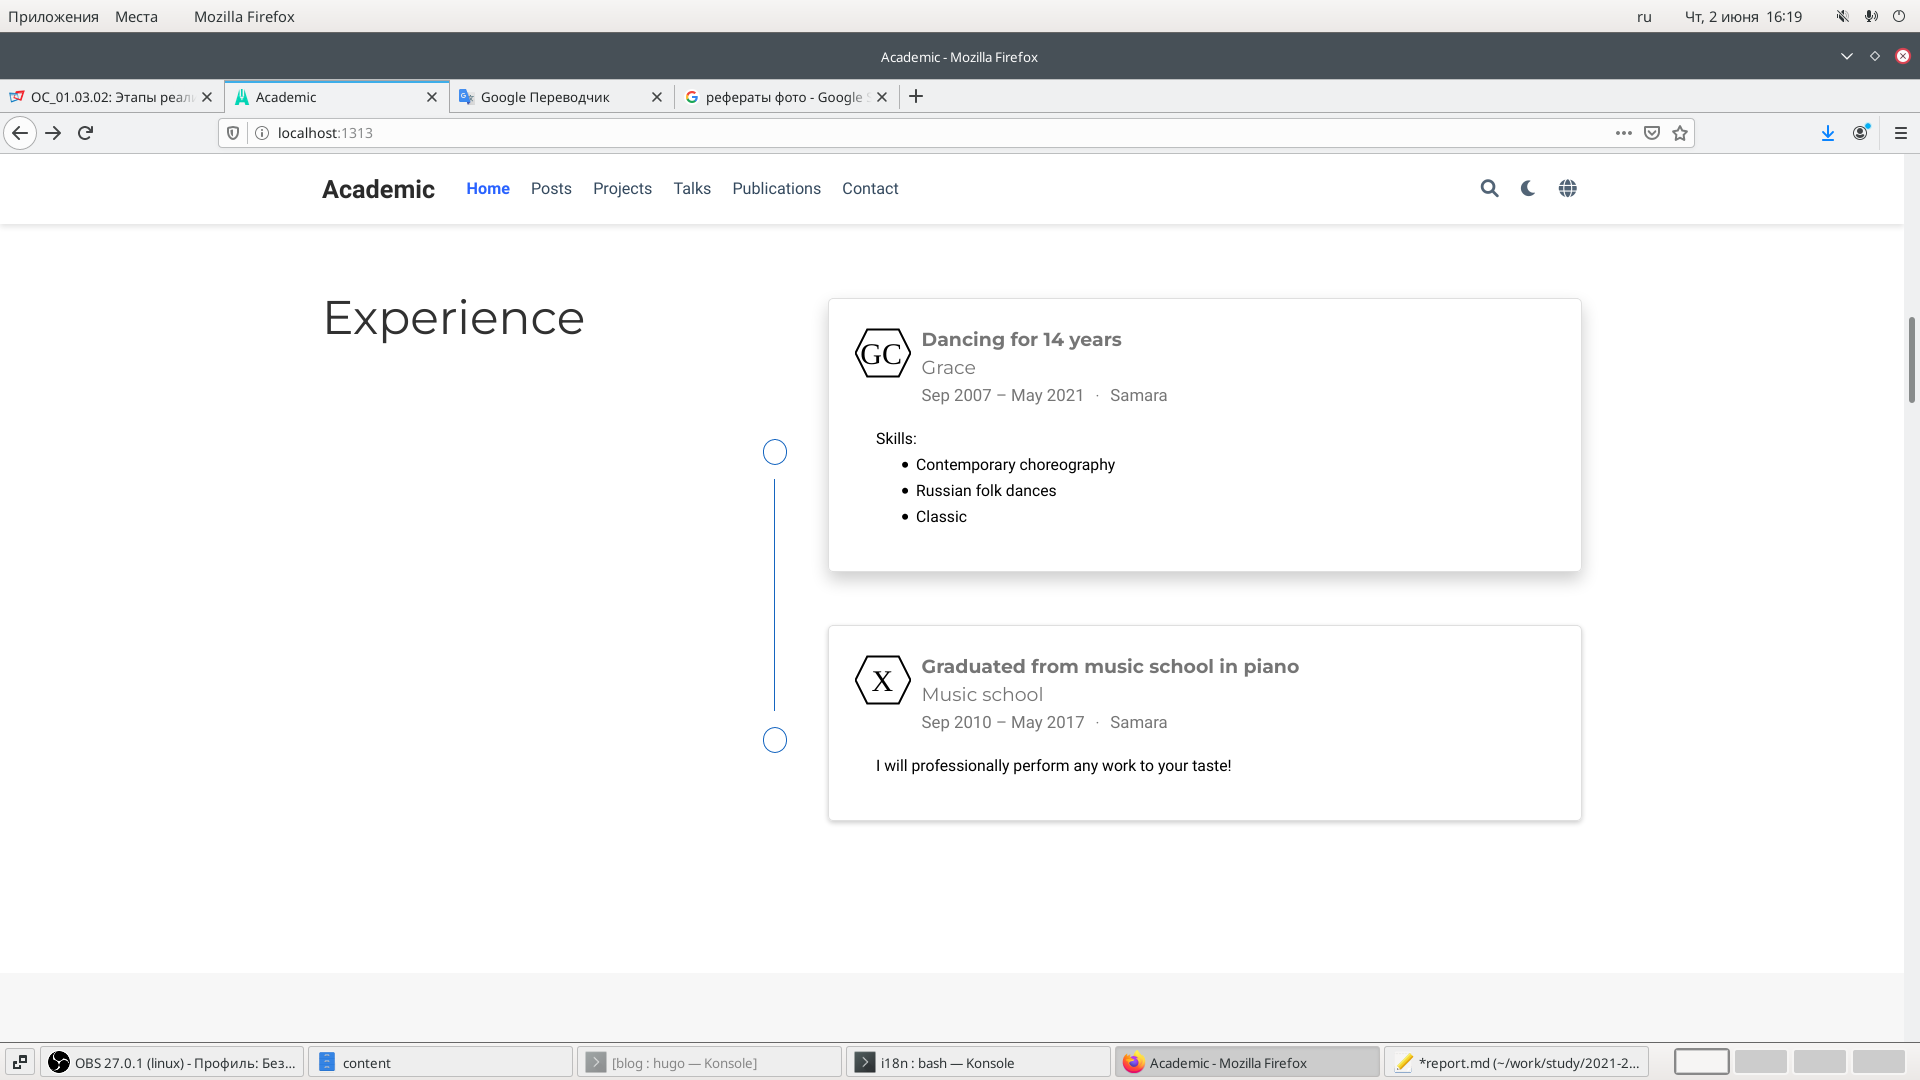 Приложения Места Mozilla Firefox ru Чт, 2 июня 16:19
Academic - Mozilla Firefox
ОС_01.03.02: Этапы реал Academic Google Переводчик рефераты фото - Google S
localhost:1313
Academic Home Posts Projects Talks Publications Contact
Experience
GC
Dancing for 14 years
Grace
Sep 2007 – May 2021 · Samara
Skills:
• Contemporary choreography
• Russian folk dances
• Classic
X
Graduated from music school in piano
Music school
Sep 2010 – May 2017 · Samara
I will professionally perform any work to your taste!
OBS 27.0.1 (linux) - Профиль: Без... content [blog : hugo — Konsole] i18n : bash — Konsole Academic - Mozilla Firefox *report.md (~/work/study/2021-2...